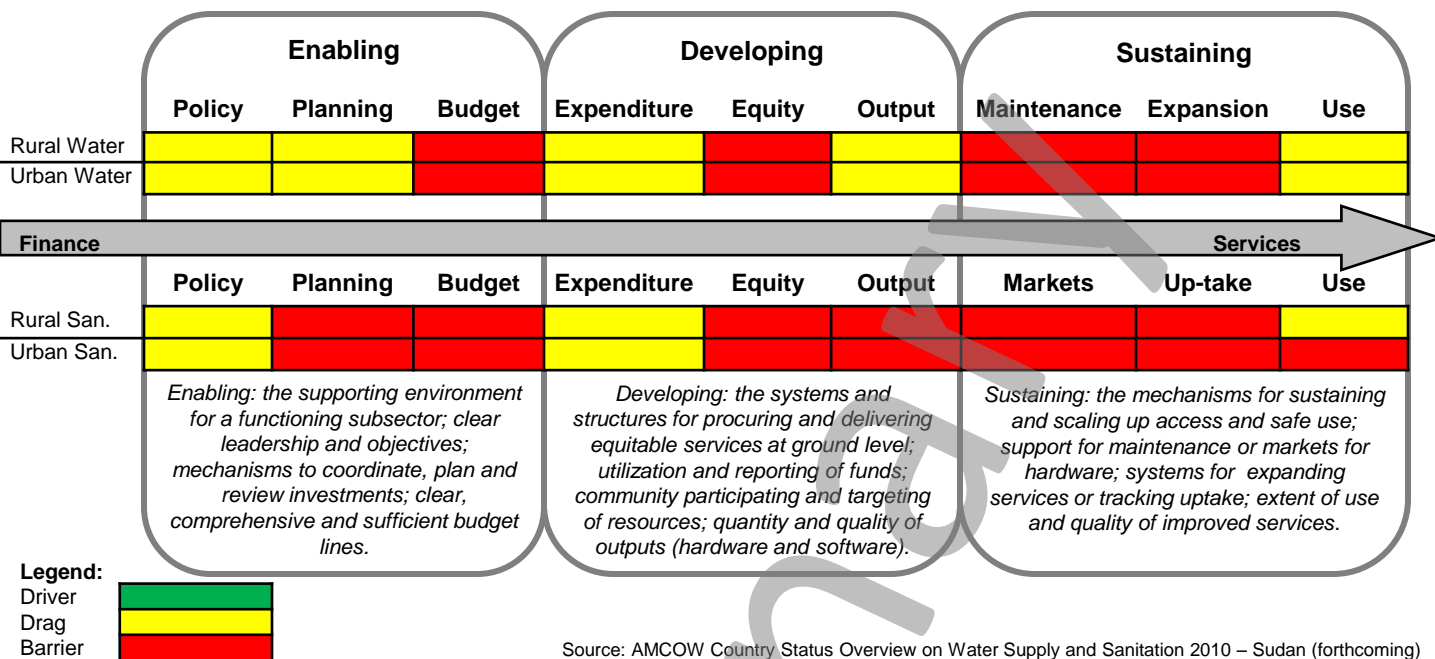 Enabling Developing Sustaining
Policy Planning Budget Expenditure Equity Output Maintenance Expansion Use
Rural Water
Urban Water
Finance Services
Policy Planning Budget Expenditure Equity Output Markets Up-take Use
Rural San.
Urban San.
Enabling: the supporting environment
for a functioning subsector; clear
leadership and objectives;
mechanisms to coordinate, plan and
review investments; clear,
comprehensive and sufficient budget
lines.
Developing: the systems and
structures for procuring and delivering
equitable services at ground level;
utilization and reporting of funds;
community participating and targeting
of resources; quantity and quality of
outputs (hardware and software).
Sustaining: the mechanisms for sustaining
and scaling up access and safe use;
support for maintenance or markets for
hardware; systems for expanding
services or tracking uptake; extent of use
and quality of improved services.
Legend:
Driver
Drag
Barrier
Source: AMCOW Country Status Overview on Water Supply and Sanitation 2010 – Sudan (forthcoming)